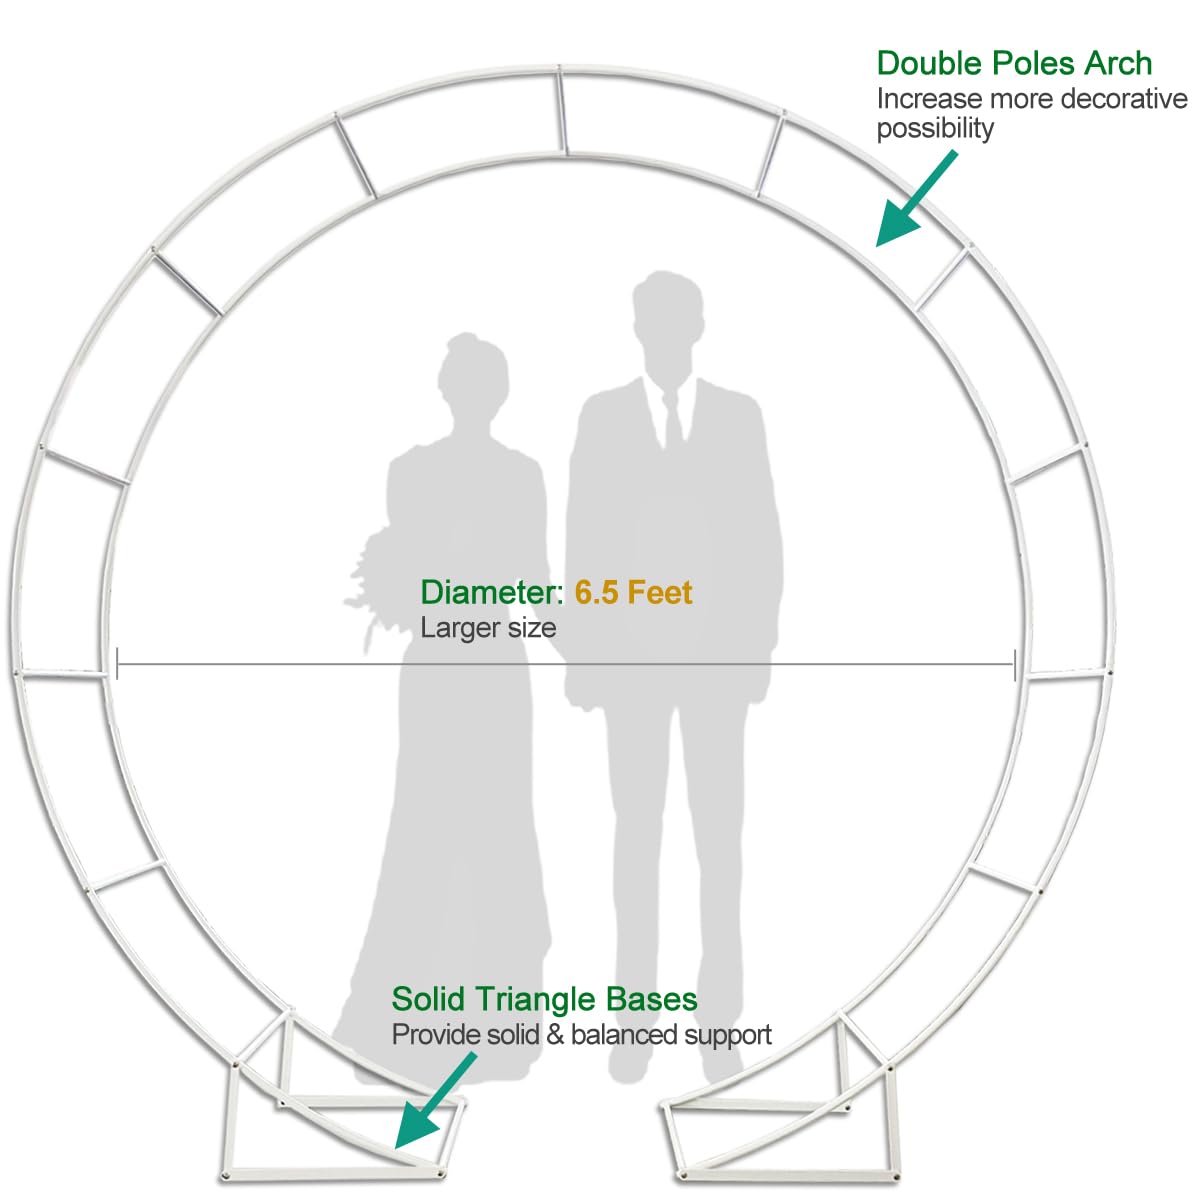 Double Poles Arch
Increase more decorative
possibility
Diameter: 6.5 Feet
Larger size
Solid Triangle Bases
Provide solid & balanced support